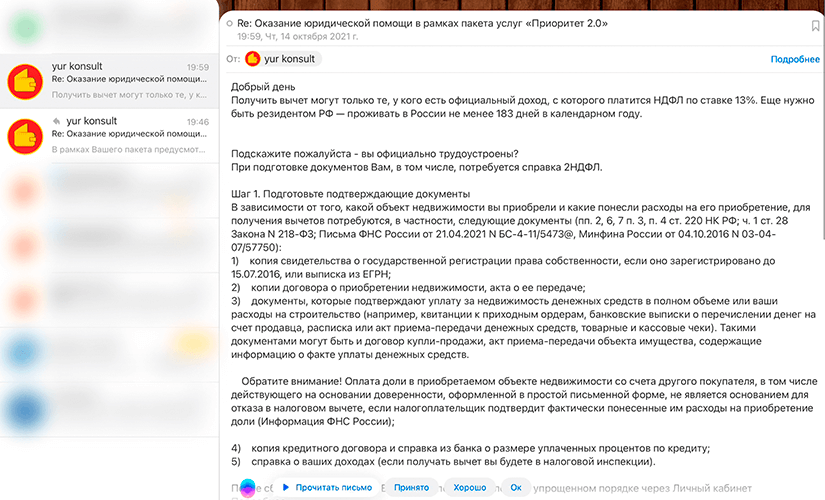 Re: Оказание юридической помощи в рамках пакета услуг «Приоритет 2.0»
19:59, Чт, 14 октября 2021 г.
От: yur konsult Подробнее
yur konsult 19:59
Re: Оказание юридической помощи...
Получить вычет могут только те, у к...
yur konsult 19:46
Re: Оказание юридической помощи...
В рамках Вашего пакета предусмот...
Добрый день
Получить вычет могут только те, у кого есть официальный доход, с которого платится НДФЛ по ставке 13%. Еще нужно
быть резидентом РФ — проживать в России не менее 183 дней в календарном году.
Подскажите пожалуйста - вы официально трудоустроены?
При подготовке документов Вам, в том числе, потребуется справка 2НДФЛ.
Шаг 1. Подготовьте подтверждающие документы
В зависимости от того, какой объект недвижимости вы приобрели и какие понесли расходы на его приобретение, для
получения вычетов потребуются, в частности, следующие документы (пп. 2, 6, 7 п. 3, п. 4 ст. 220 НК РФ; ч. 1 ст. 28
Закона N 218-ФЗ; Письма ФНС России от 21.04.2021 N БС-4-11/5473@, Минфина России от 04.10.2016 N 03-04-
07/57750):
1) копия свидетельства о государственной регистрации права собственности, если оно зарегистрировано до
15.07.2016, или выписка из ЕГРН;
2) копии договора о приобретении недвижимости, акта о ее передаче;
3) документы, которые подтверждают уплату за недвижимость денежных средств в полном объеме или ваши
расходы на строительство (например, квитанции к приходным ордерам, банковские выписки о перечислении денег на
счет продавца, расписка или акт приема-передачи денежных средств, товарные и кассовые чеки). Такими
документами могут быть и договор купли-продажи, акт приема-передачи объекта имущества, содержащие
информацию о факте уплаты денежных средств.
Обратите внимание! Оплата доли в приобретаемом объекте недвижимости со счета другого покупателя, в том числе
действующего на основании доверенности, оформленной в простой письменной форме, не является основанием для
отказа в налоговом вычете, если налогоплательщик подтвердит фактически понесенные им расходы на приобретение
доли (Информация ФНС России);
4) копия кредитного договора и справка из банка о размере уплаченных процентов по кредиту;
5) справка о ваших доходах (если получать вычет вы будете в налоговой инспекции).
упрощенном порядке через Личный кабинет
Прочитать письмо Принято Хорошо Ок